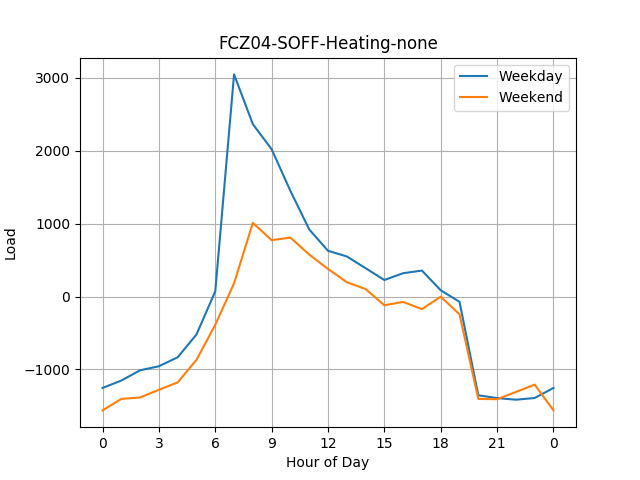 FCZ04-SOFF-Heating-none
Weekday
Weekend
3000
2000
1000
0
−1000
Load
0 3 6 9 12 15 18 21 0
Hour of Day